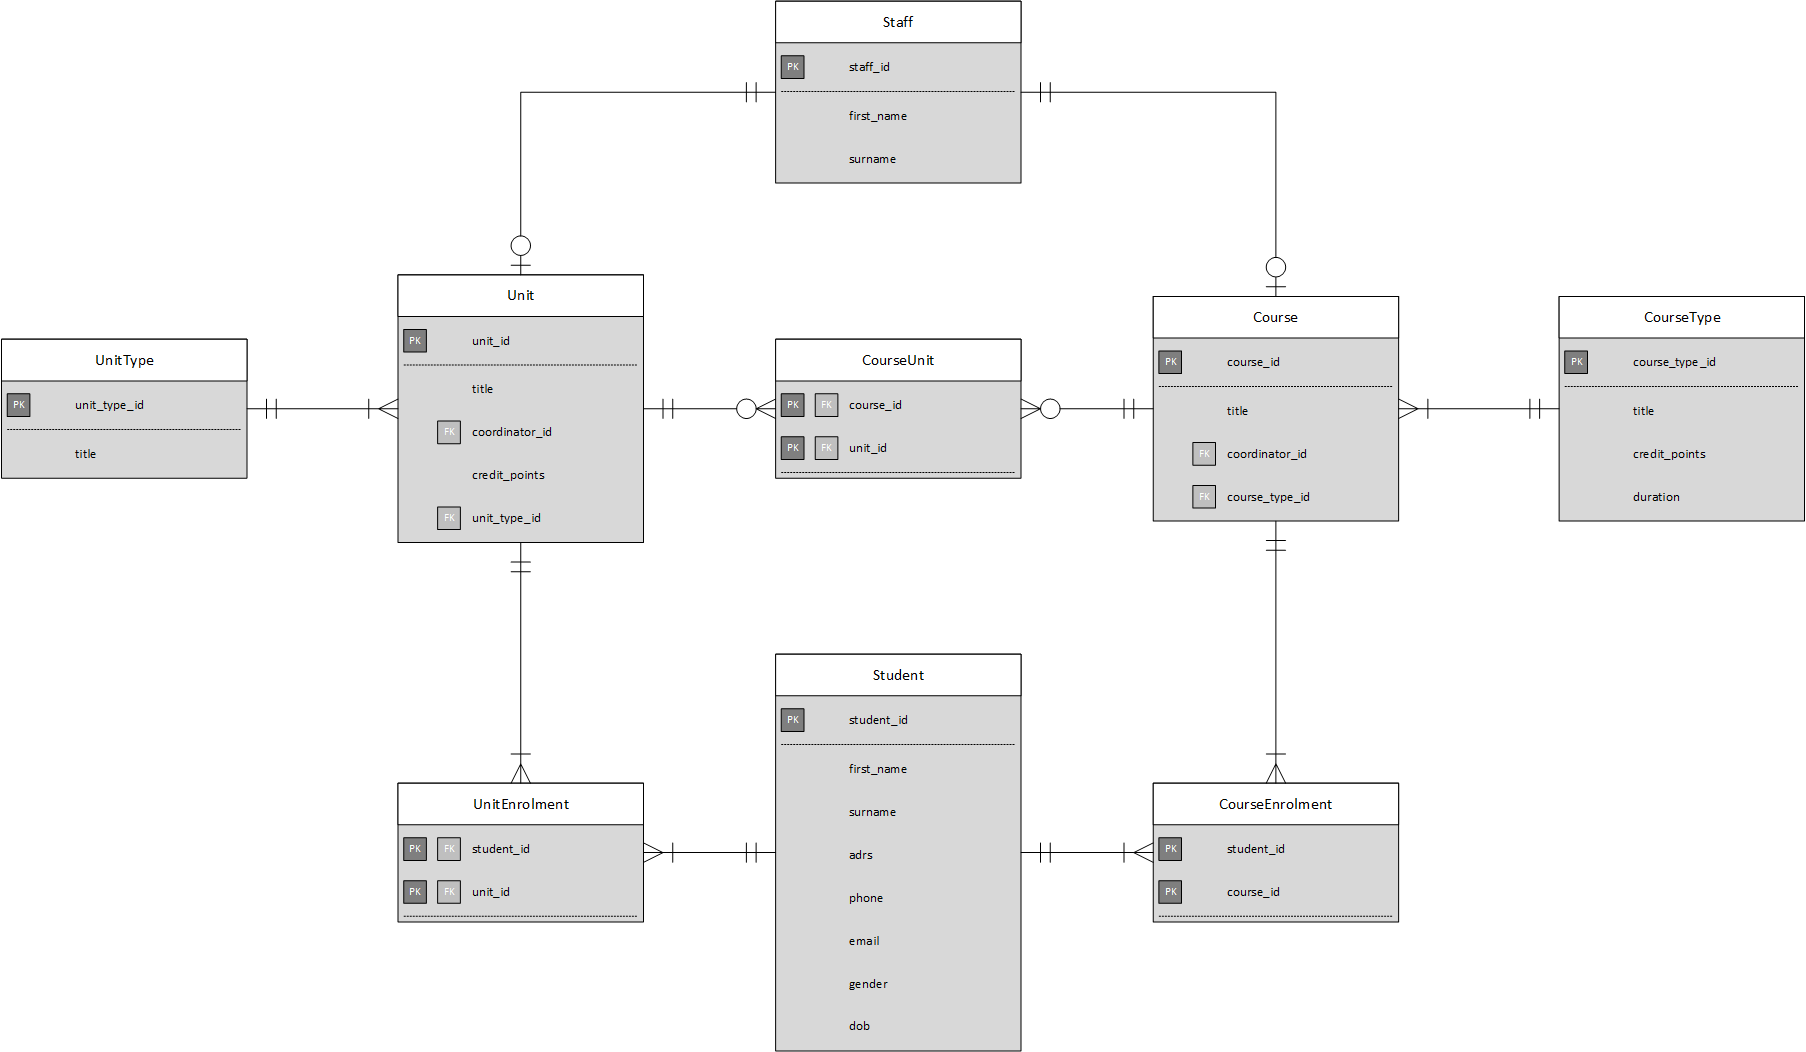 Staff
PK staff_id
first_name
surname
Unit
PK unit_id
title
FK coordinator_id
credit_points
FK unit_type_id
UnitType
PK unit_type_id
title
CourseUnit
PK FK course_id
PK FK unit_id
Course
PK course_id
title
FK coordinator_id
FK course_type_id
CourseType
PK course_type_id
title
credit_points
duration
Student
PK student_id
first_name
surname
adrs
phone
email
gender
dob
UnitEnrolment
PK FK student_id
PK FK unit_id
CourseEnrolment
PK student_id
PK course_id